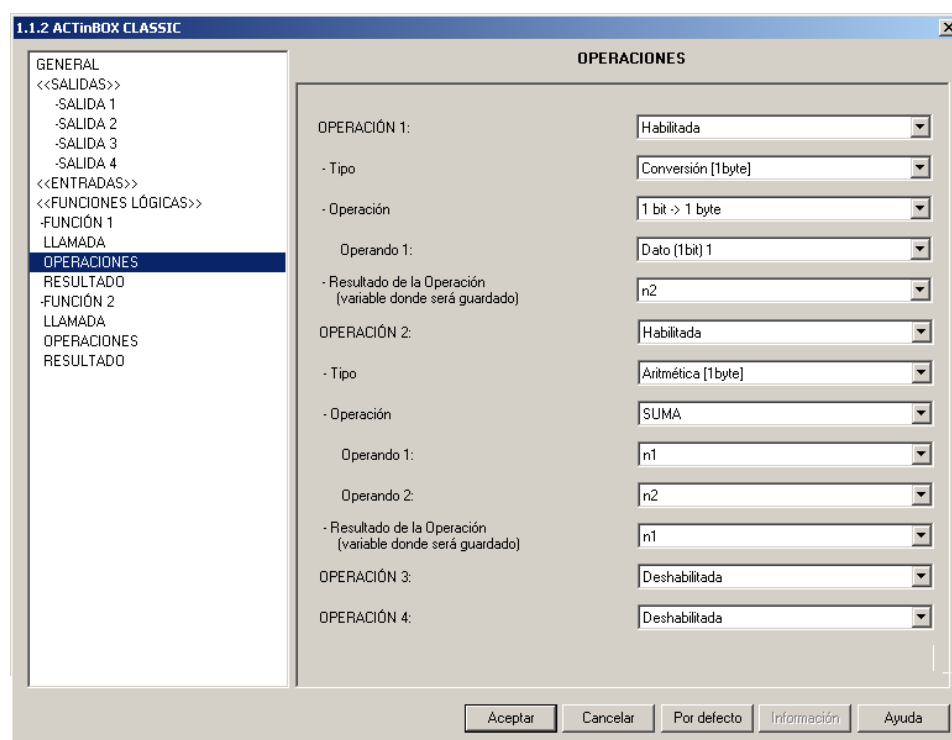 1.1.2 ACTinBOX CLASSIC
GENERAL
<<SALIDAS>>
-SALIDA 1
-SALIDA 2
-SALIDA 3
-SALIDA 4
<<ENTRADAS>>
<<FUNCIONES LÓGICAS>>
-FUNCIÓN 1
LLAMADA
OPERACIONES
RESULTADO
-FUNCIÓN 2
LLAMADA
OPERACIONES
RESULTADO
OPERACIONES
OPERACIÓN 1: Habilitada
- Tipo Conversión [1byte]
- Operación 1 bit -> 1 byte
Operando 1: Dato (1bit) 1
- Resultado de la Operación
(variable donde será guardado) n2
OPERACIÓN 2: Habilitada
- Tipo Aritmética [1byte]
- Operación SUMA
Operando 1: n1
Operando 2: n2
- Resultado de la Operación
(variable donde será guardado) n1
OPERACIÓN 3: Deshabilitada
OPERACIÓN 4: Deshabilitada
Aceptar Cancelar Por defecto Información Ayuda